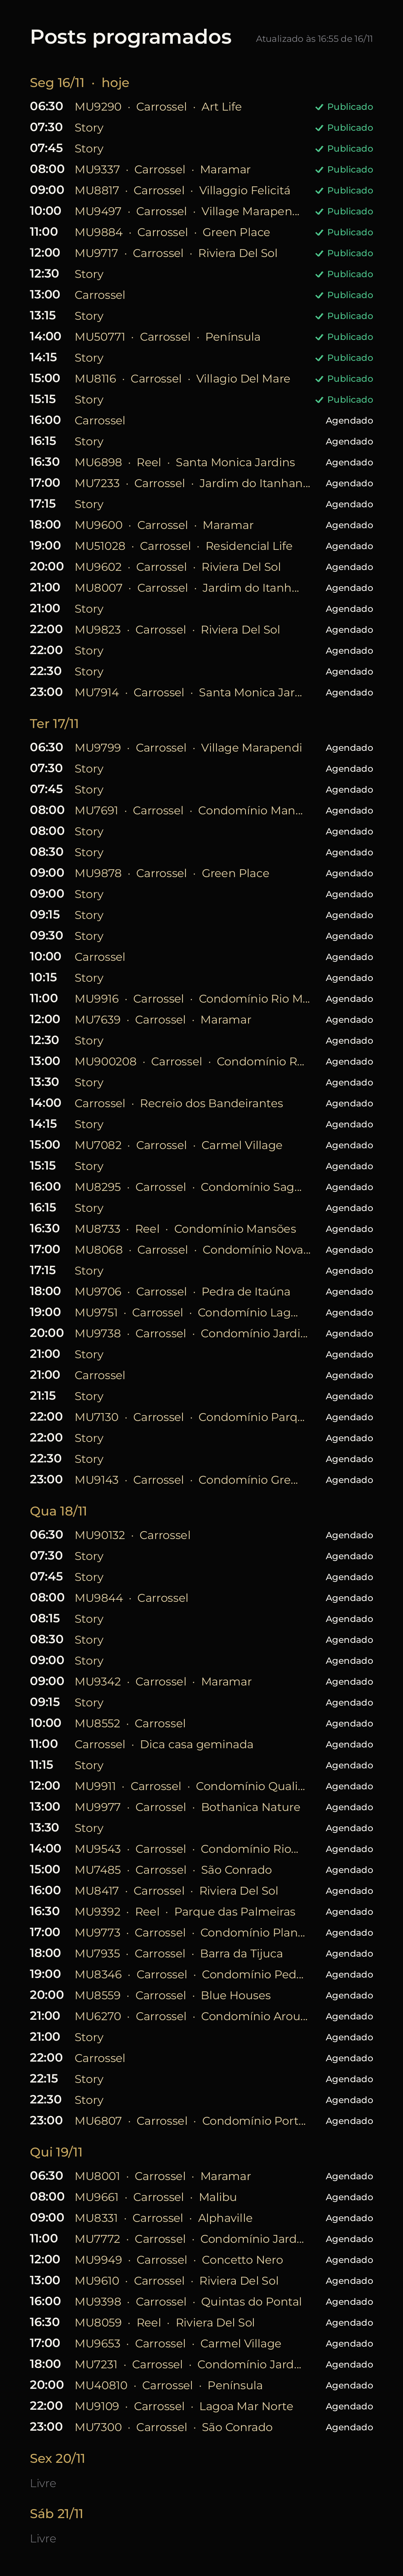 Posts programados Atualizado às 16:55 de 16/11
Seg 16/11 · hoje
06:30 MU9290 · Carrossel · Art Life ✓ Publicado
07:30 Story ✓ Publicado
07:45 Story ✓ Publicado
08:00 MU9337 · Carrossel · Maramar ✓ Publicado
09:00 MU8817 · Carrossel · Villaggio Felicitá ✓ Publicado
10:00 MU9497 · Carrossel · Village Marapen... ✓ Publicado
11:00 MU9884 · Carrossel · Green Place ✓ Publicado
12:00 MU9717 · Carrossel · Riviera Del Sol ✓ Publicado
12:30 Story ✓ Publicado
13:00 Carrossel ✓ Publicado
13:15 Story ✓ Publicado
14:00 MU50771 · Carrossel · Península ✓ Publicado
14:15 Story ✓ Publicado
15:00 MU8116 · Carrossel · Villagio Del Mare ✓ Publicado
15:15 Story ✓ Publicado
16:00 Carrossel Agendado
16:15 Story Agendado
16:30 MU6898 · Reel · Santa Monica Jardins Agendado
17:00 MU7233 · Carrossel · Jardim do Itanhan... Agendado
17:15 Story Agendado
18:00 MU9600 · Carrossel · Maramar Agendado
19:00 MU51028 · Carrossel · Residencial Life Agendado
20:00 MU9602 · Carrossel · Riviera Del Sol Agendado
21:00 MU8007 · Carrossel · Jardim do Itanh... Agendado
21:00 Story Agendado
22:00 MU9823 · Carrossel · Riviera Del Sol Agendado
22:00 Story Agendado
22:30 Story Agendado
23:00 MU7914 · Carrossel · Santa Monica Jar... Agendado
Ter 17/11
06:30 MU9799 · Carrossel · Village Marapendi Agendado
07:30 Story Agendado
07:45 Story Agendado
08:00 MU7691 · Carrossel · Condomínio Man... Agendado
08:00 Story Agendado
08:30 Story Agendado
09:00 MU9878 · Carrossel · Green Place Agendado
09:00 Story Agendado
09:15 Story Agendado
09:30 Story Agendado
10:00 Carrossel Agendado
10:15 Story Agendado
11:00 MU9916 · Carrossel · Condomínio Rio M... Agendado
12:00 MU7639 · Carrossel · Maramar Agendado
12:30 Story Agendado
13:00 MU900208 · Carrossel · Condomínio R... Agendado
13:30 Story Agendado
14:00 Carrossel · Recreio dos Bandeirantes Agendado
14:15 Story Agendado
15:00 MU7082 · Carrossel · Carmel Village Agendado
15:15 Story Agendado
16:00 MU8295 · Carrossel · Condomínio Sag... Agendado
16:15 Story Agendado
16:30 MU8733 · Reel · Condomínio Mansões Agendado
17:00 MU8068 · Carrossel · Condomínio Nova... Agendado
17:15 Story Agendado
18:00 MU9706 · Carrossel · Pedra de Itaúna Agendado
19:00 MU9751 · Carrossel · Condomínio Lag... Agendado
20:00 MU9738 · Carrossel · Condomínio Jardi... Agendado
21:00 Story Agendado
21:00 Carrossel Agendado
21:15 Story Agendado
22:00 MU7130 · Carrossel · Condomínio Parq... Agendado
22:00 Story Agendado
22:30 Story Agendado
23:00 MU9143 · Carrossel · Condomínio Gre... Agendado
Qua 18/11
06:30 MU90132 · Carrossel Agendado
07:30 Story Agendado
07:45 Story Agendado
08:00 MU9844 · Carrossel Agendado
08:15 Story Agendado
08:30 Story Agendado
09:00 Story Agendado
09:00 MU9342 · Carrossel · Maramar Agendado
09:15 Story Agendado
10:00 MU8552 · Carrossel Agendado
11:00 Carrossel · Dica casa geminada Agendado
11:15 Story Agendado
12:00 MU9911 · Carrossel · Condomínio Quali... Agendado
13:00 MU9977 · Carrossel · Bothanica Nature Agendado
13:30 Story Agendado
14:00 MU9543 · Carrossel · Condomínio Rio... Agendado
15:00 MU7485 · Carrossel · São Conrado Agendado
16:00 MU8417 · Carrossel · Riviera Del Sol Agendado
16:30 MU9392 · Reel · Parque das Palmeiras Agendado
17:00 MU9773 · Carrossel · Condomínio Plan... Agendado
18:00 MU7935 · Carrossel · Barra da Tijuca Agendado
19:00 MU8346 · Carrossel · Condomínio Ped... Agendado
20:00 MU8559 · Carrossel · Blue Houses Agendado
21:00 MU6270 · Carrossel · Condomínio Arou... Agendado
21:00 Story Agendado
22:00 Carrossel Agendado
22:15 Story Agendado
22:30 Story Agendado
23:00 MU6807 · Carrossel · Condomínio Port... Agendado
Qui 19/11
06:30 MU8001 · Carrossel · Maramar Agendado
08:00 MU9661 · Carrossel · Malibu Agendado
09:00 MU8331 · Carrossel · Alphaville Agendado
11:00 MU7772 · Carrossel · Condomínio Jard... Agendado
12:00 MU9949 · Carrossel · Concetto Nero Agendado
13:00 MU9610 · Carrossel · Riviera Del Sol Agendado
16:00 MU9398 · Carrossel · Quintas do Pontal Agendado
16:30 MU8059 · Reel · Riviera Del Sol Agendado
17:00 MU9653 · Carrossel · Carmel Village Agendado
18:00 MU7231 · Carrossel · Condomínio Jard... Agendado
20:00 MU40810 · Carrossel · Península Agendado
22:00 MU9109 · Carrossel · Lagoa Mar Norte Agendado
23:00 MU7300 · Carrossel · São Conrado Agendado
Sex 20/11
Livre
Sáb 21/11
Livre